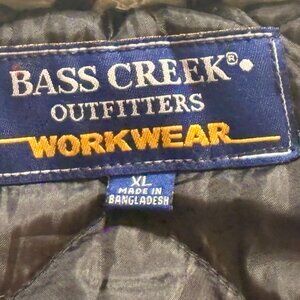 BASS CREEK®
OUTFITTERS
WORKWEAR
XL
MADE IN
BANGLADESH